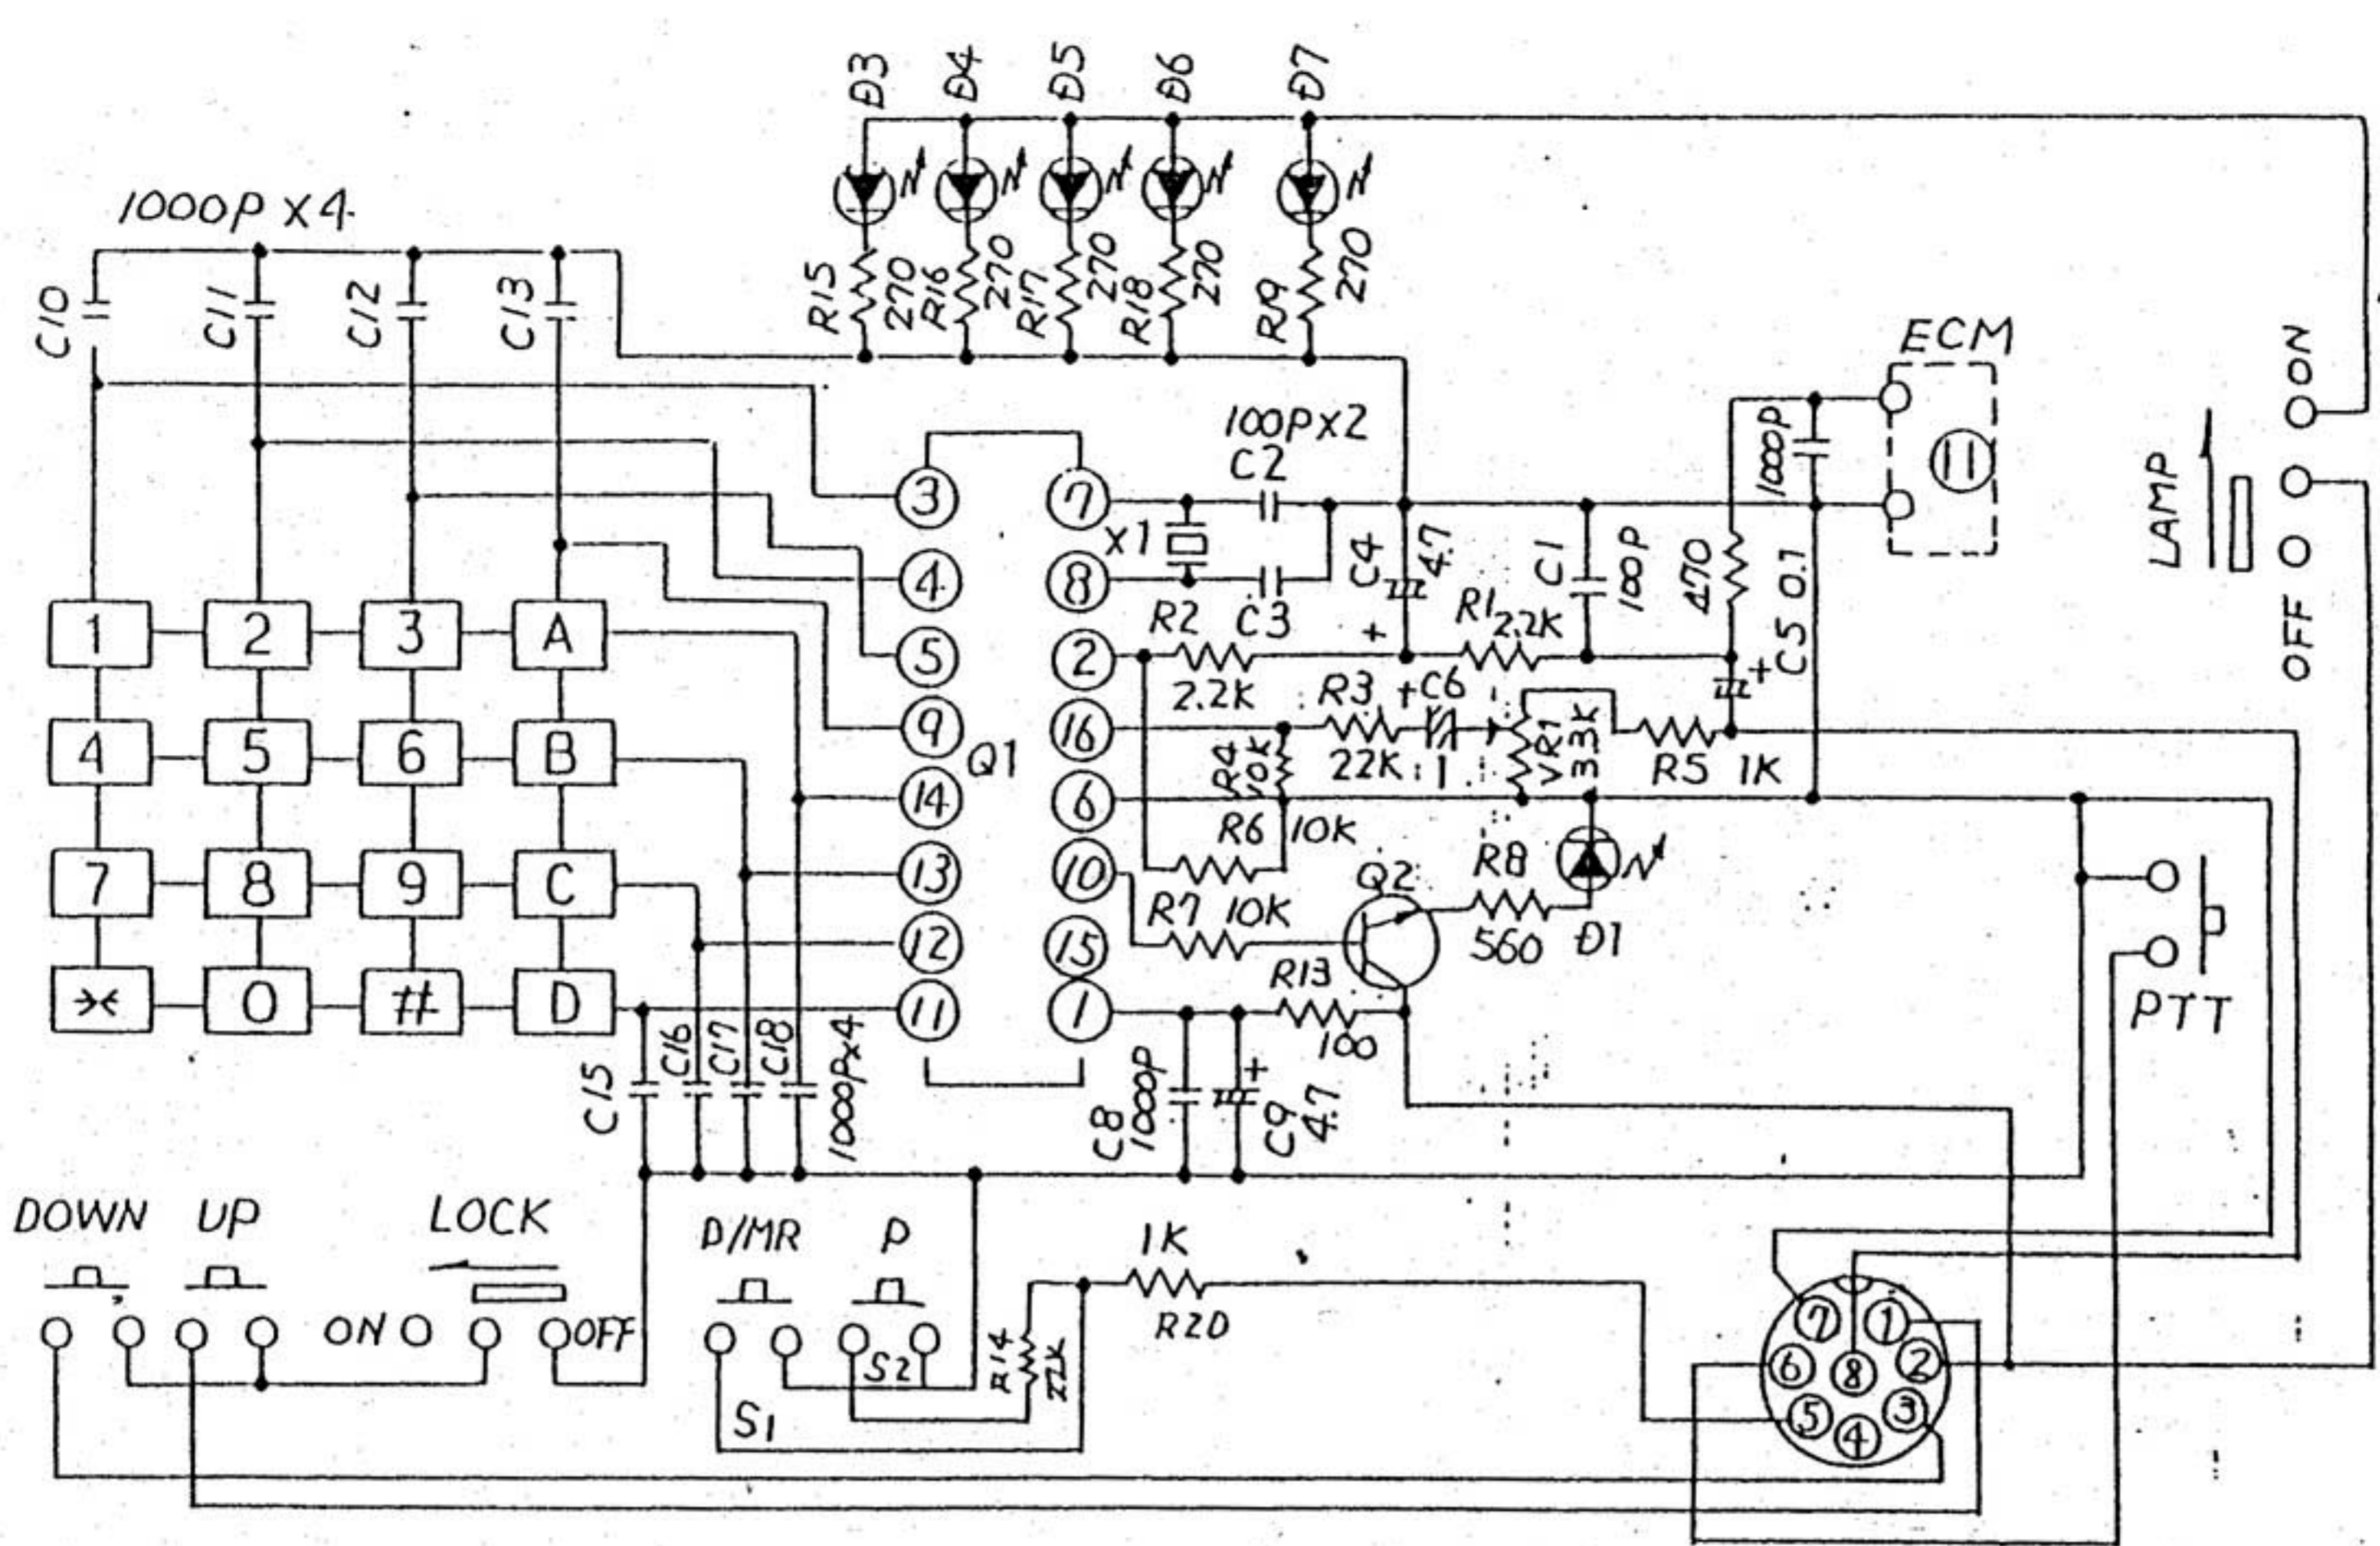 D3 D4 D5 D6 D7
1000P X4
C10 C11 C12 C13
R15 270 R16 270 R17 270 R18 270 R19 270
ECM
ON
LAMP
OFF
100PX2
C2
1000P
3 7
X1
C4 4.7
C1 100P
470
C5 0.1
4 8
C3
R2
2.2K
+
R1
2.2K
1 2 3 A
5 2
R3 +C6
22K 1
VR1 33K
+
R5 1K
4 5 6 B
9 16
Q1
R4 10K
14 6
R6 10K
7 8 9 C
13 10
Q2
R8
560
D1
R7 10K
12 15
R13
100
* 0 # D
11 1
PTT
C15 C16 C17 C18 1000PX4
C8 1000P
+
C9 4.7
DOWN UP LOCK D/MR P
1K
R20
ON OFF
S2
R14 22K
S1
7 1
6 8 2
5 4 3